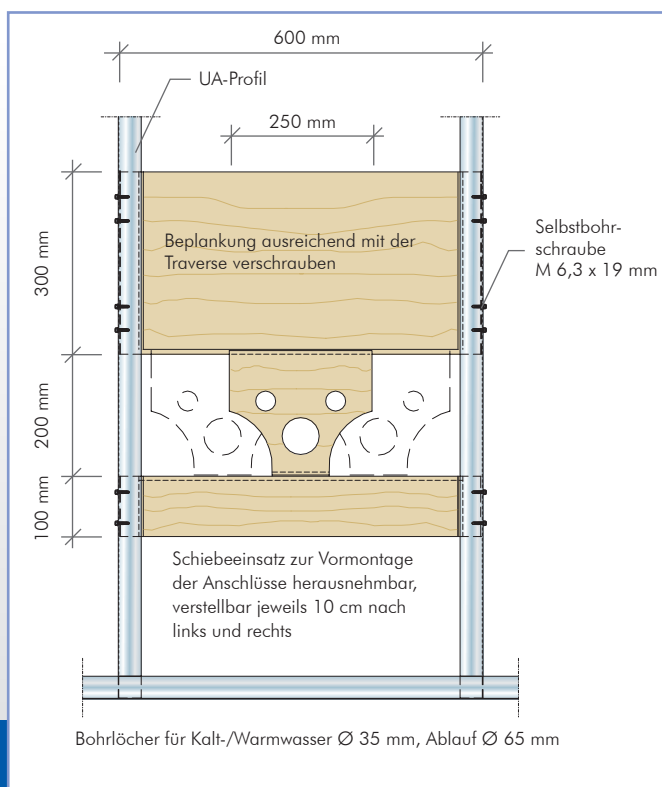 600 mm
UA-Profil
250 mm
300 mm
Beplankung ausreichend mit der
Traverse verschrauben
Selbstbohr-
schraube
M 6,3 x 19 mm
200 mm
100 mm
Schiebeeinsatz zur Vormontage
der Anschlüsse herausnehmbar,
verstellbar jeweils 10 cm nach
links und rechts
Bohrlöcher für Kalt-/Warmwasser Ø 35 mm, Ablauf Ø 65 mm